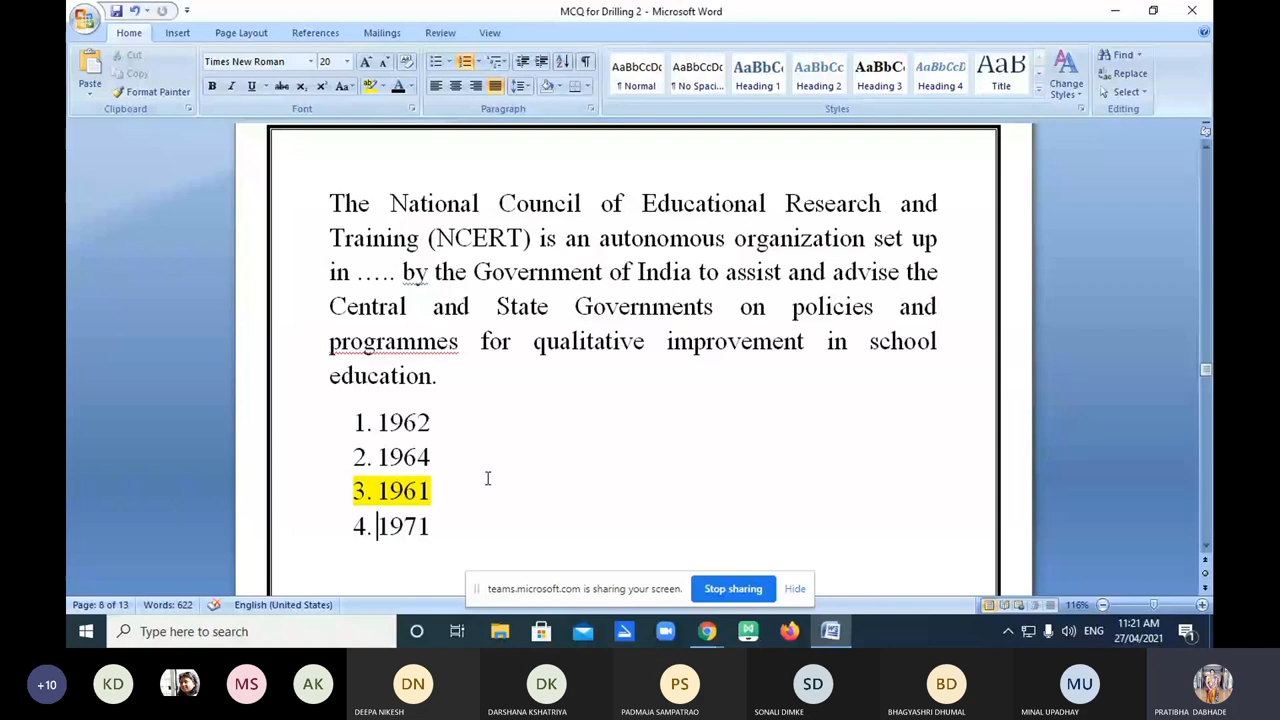 MCQ for Drilling 2 - Microsoft Word
Home Insert Page Layout References Mailings Review View
Cut
Copy
Format Painter
Paste
Clipboard
Times New Roman 20
Font
Paragraph
AaBbCcDc AaBbCcDc AaBbC AaBbCc AaBbCc AaBbCcD AaB
¶ Normal ¶ No Spaci... Heading 1 Heading 2 Heading 3 Heading 4 Title
Change Styles
Styles
Find
Replace
Select
Editing
The National Council of Educational Research and
Training (NCERT) is an autonomous organization set up
in ….. by the Government of India to assist and advise the
Central and State Governments on policies and
programmes for qualitative improvement in school
education.
1. 1962
2. 1964
3. 1961
4. 1971
teams.microsoft.com is sharing your screen. Stop sharing Hide
Page: 8 of 13 Words: 622 English (United States) 116%
Type here to search
ENG
11:21 AM
27/04/2021
+10 KD MS AK DN DK PS SD BD MU
DEEPA NIKESH DARSHANA KSHATRIYA PADMAJA SAMPATRAO SONALI DIMKE BHAGYASHRI DHUMAL MINAL UPADHAY PRATIBHA DABHADE